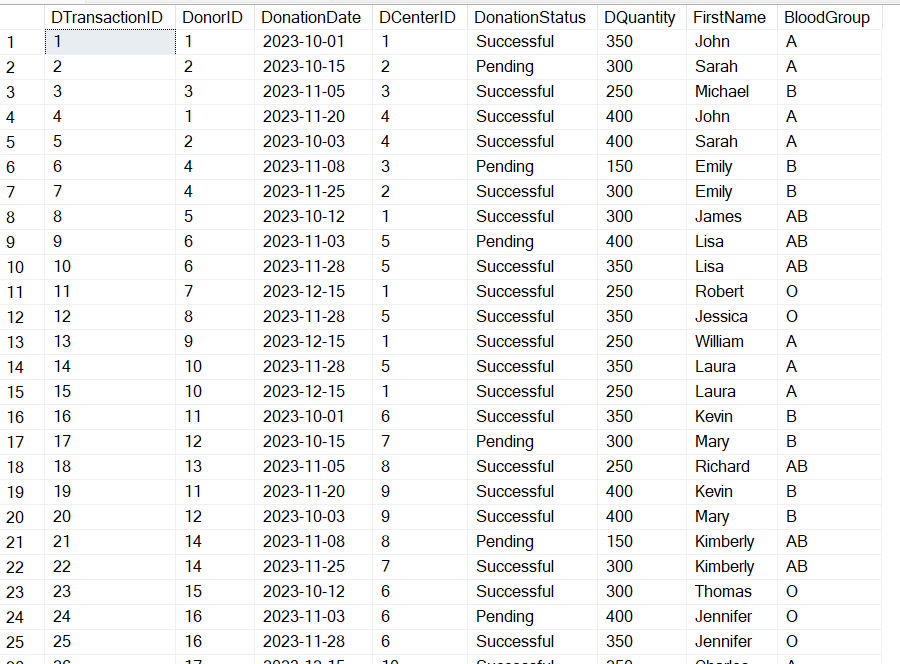 DTransactionID DonorID DonationDate DCenterID DonationStatus DQuantity FirstName BloodGroup
1 1 1 2023-10-01 1 Successful 350 John A
2 2 2 2023-10-15 2 Pending 300 Sarah A
3 3 3 2023-11-05 3 Successful 250 Michael B
4 4 1 2023-11-20 4 Successful 400 John A
5 5 2 2023-10-03 4 Successful 400 Sarah A
6 6 4 2023-11-08 3 Pending 150 Emily B
7 7 4 2023-11-25 2 Successful 300 Emily B
8 8 5 2023-10-12 1 Successful 300 James AB
9 9 6 2023-11-03 5 Pending 400 Lisa AB
10 10 6 2023-11-28 5 Successful 350 Lisa AB
11 11 7 2023-12-15 1 Successful 250 Robert O
12 12 8 2023-11-28 5 Successful 350 Jessica O
13 13 9 2023-12-15 1 Successful 250 William A
14 14 10 2023-11-28 5 Successful 350 Laura A
15 15 10 2023-12-15 1 Successful 250 Laura A
16 16 11 2023-10-01 6 Successful 350 Kevin B
17 17 12 2023-10-15 7 Pending 300 Mary B
18 18 13 2023-11-05 8 Successful 250 Richard AB
19 19 11 2023-11-20 9 Successful 400 Kevin B
20 20 12 2023-10-03 9 Successful 400 Mary B
21 21 14 2023-11-08 8 Pending 150 Kimberly AB
22 22 14 2023-11-25 7 Successful 300 Kimberly AB
23 23 15 2023-10-12 6 Successful 300 Thomas O
24 24 16 2023-11-03 6 Pending 400 Jennifer O
25 25 16 2023-11-28 6 Successful 350 Jennifer O